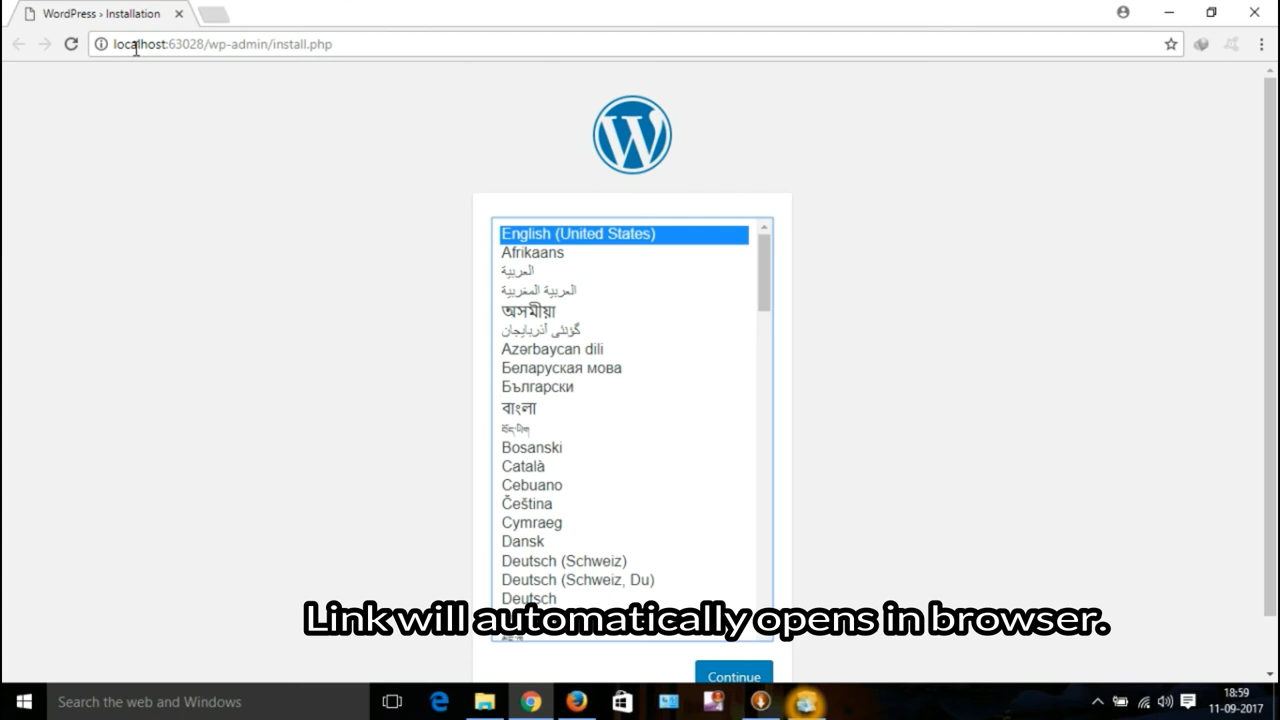 WordPress › Installation
localhost:63028/wp-admin/install.php
English (United States)
Afrikaans
العربية
العربية المغربية
অসমীয়া
گؤنئی آذربایجان
Azərbaycan dili
Беларуская мова
Български
বাংলা
བོད་ཡིག
Bosanski
Català
Cebuano
Čeština
Cymraeg
Dansk
Deutsch (Schweiz)
Deutsch (Schweiz, Du)
Deutsch
Link will automatically opens in browser.
Continue
Search the web and Windows
18:59
11-09-2017